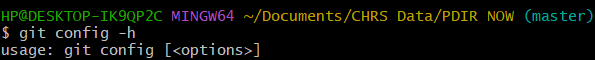 HP@DESKTOP-IK9QP2C MINGW64 ~/Documents/CHRS Data/PDIR NOW (master)
$ git config -h
usage: git config [<options>]